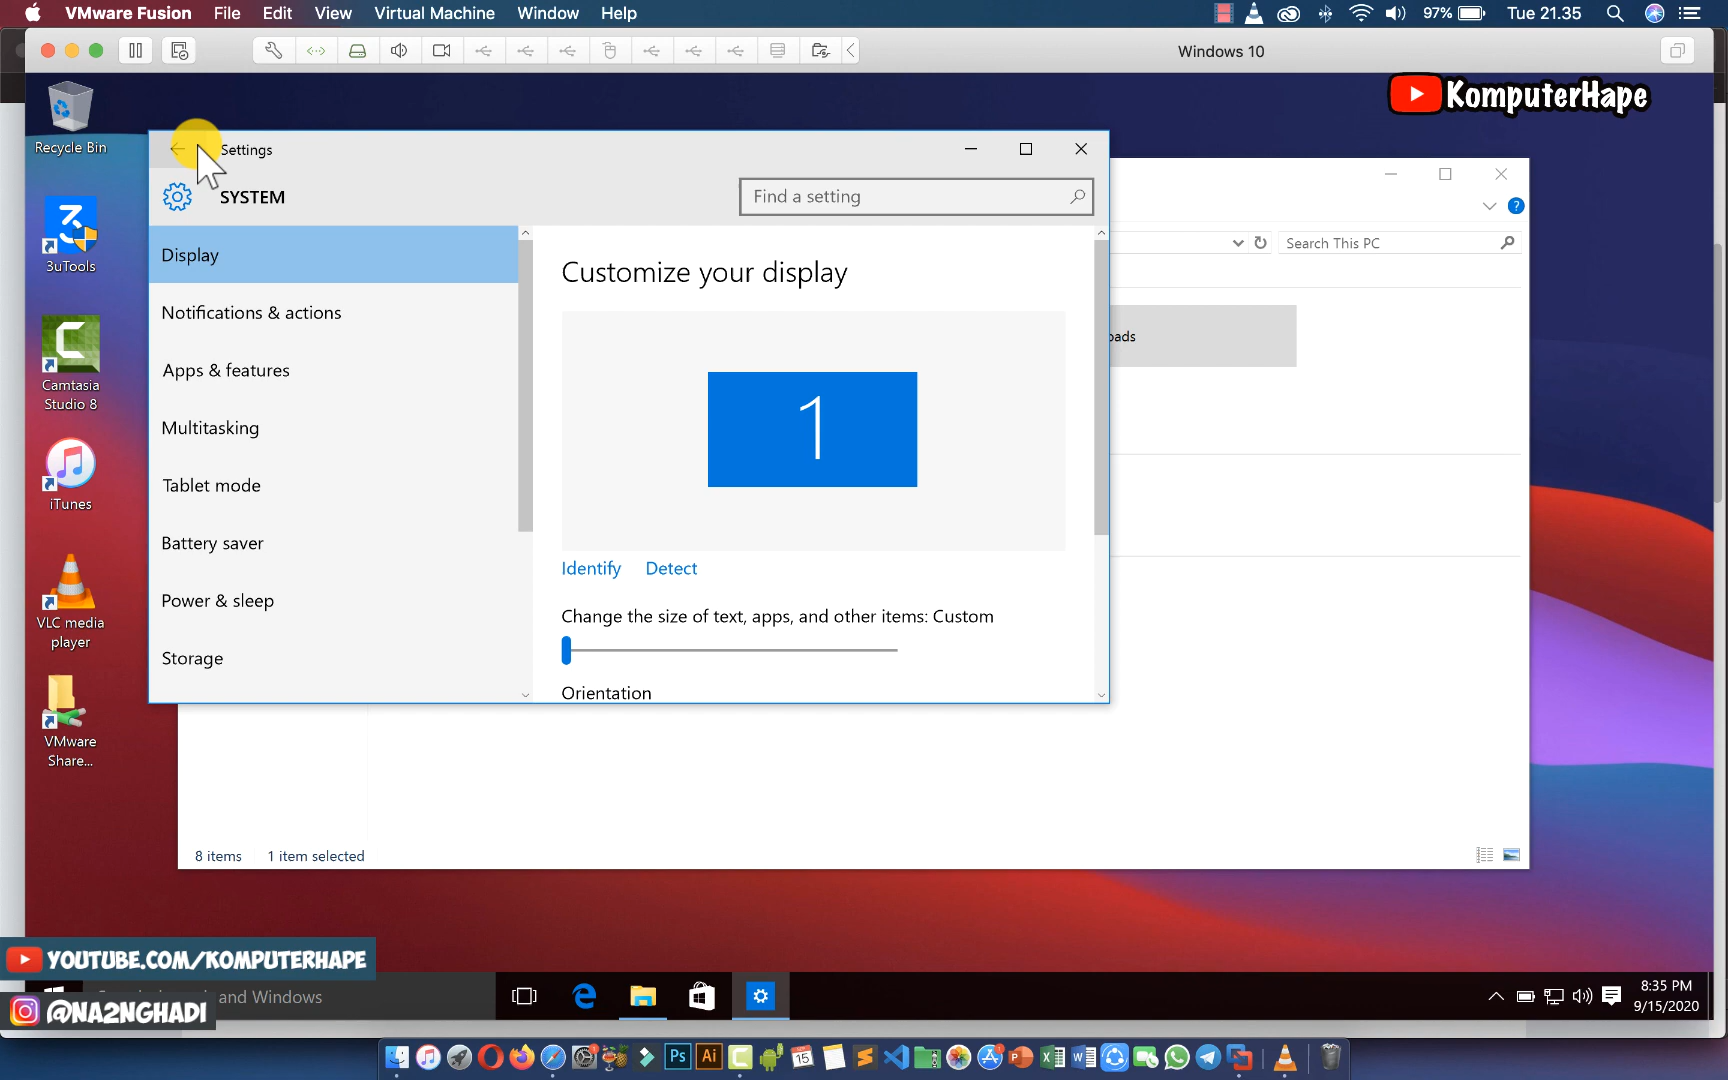 VMware Fusion File Edit View Virtual Machine Window Help 97% Tue 21.35
Windows 10
KomputerHape
Recycle Bin
3uTools
Camtasia
Studio 8
iTunes
VLC media
player
VMware
Share...
Settings
SYSTEM
Find a setting
Display
Notifications & actions
Apps & features
Multitasking
Tablet mode
Battery saver
Power & sleep
Storage
Customize your display
1
Identify Detect
Change the size of text, apps, and other items: Custom
Orientation
Search This PC
oads
8 items 1 item selected
YOUTUBE.COM/KOMPUTERHAPE
and Windows
@NA2NGHADI
8:35 PM
9/15/2020
Ps Ai
15